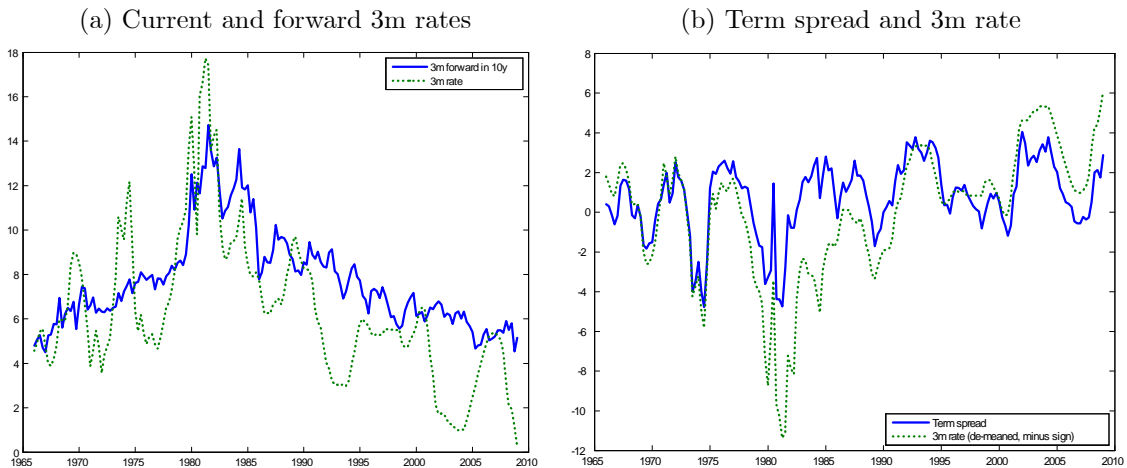 (a) Current and forward 3m rates
18
16
14
12
10
8
6
4
2
0
1965 1970 1975 1980 1985 1990 1995 2000 2005 2010
3m forward in 10y
3m rate
(b) Term spread and 3m rate
8
6
4
2
0
-2
-4
-6
-8
-10
-12
1965 1970 1975 1980 1985 1990 1995 2000 2005 2010
Term spread
3m rate (de-meaned, minus sign)